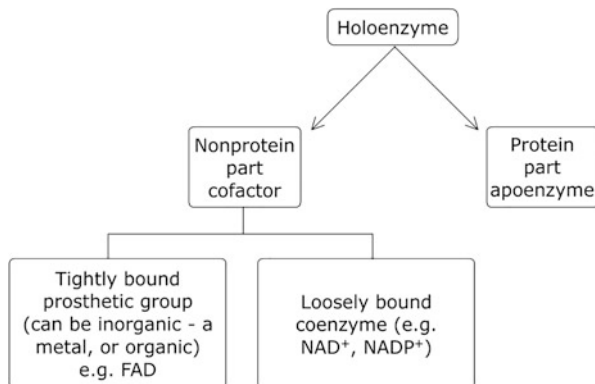 Holoenzyme
Nonprotein
part
cofactor
Protein
part
apoenzyme
Tightly bound
prosthetic group
(can be inorganic - a
metal, or organic)
e.g. FAD
Loosely bound
coenzyme (e.g.
NAD⁺, NADP⁺)